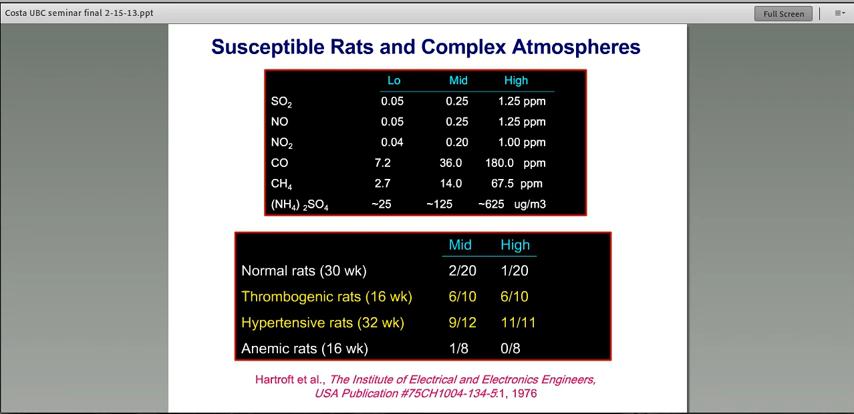 Costa UBC seminar final 2-15-13.ppt
Full Screen
Susceptible Rats and Complex Atmospheres
Lo Mid High
SO2 0.05 0.25 1.25 ppm
NO 0.05 0.25 1.25 ppm
NO2 0.04 0.20 1.00 ppm
CO 7.2 36.0 180.0 ppm
CH4 2.7 14.0 67.5 ppm
(NH4) 2SO4 ~25 ~125 ~625 ug/m3
Mid High
Normal rats (30 wk) 2/20 1/20
Thrombogenic rats (16 wk) 6/10 6/10
Hypertensive rats (32 wk) 9/12 11/11
Anemic rats (16 wk) 1/8 0/8
Hartroft et al., The Institute of Electrical and Electronics Engineers,
USA Publication #75CH1004-134-5.1, 1976